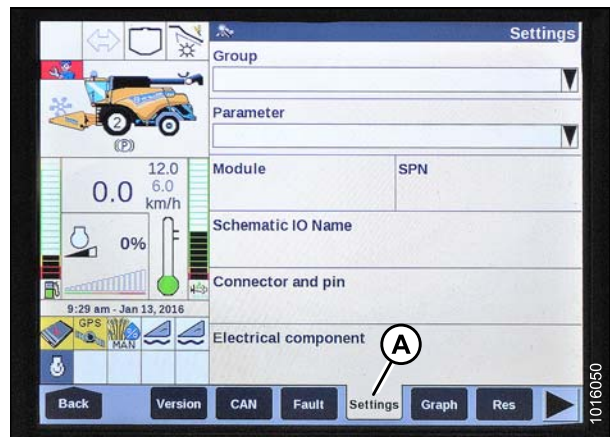 Settings
Group
Parameter
2
(P)
12.0
0.0 6.0
km/h
Module SPN
Schematic IO Name
0%
Connector and pin
9:29 am - Jan 13, 2016
GPS
%
MAN
Electrical component
A
Back Version CAN Fault Settings Graph Res
1016050